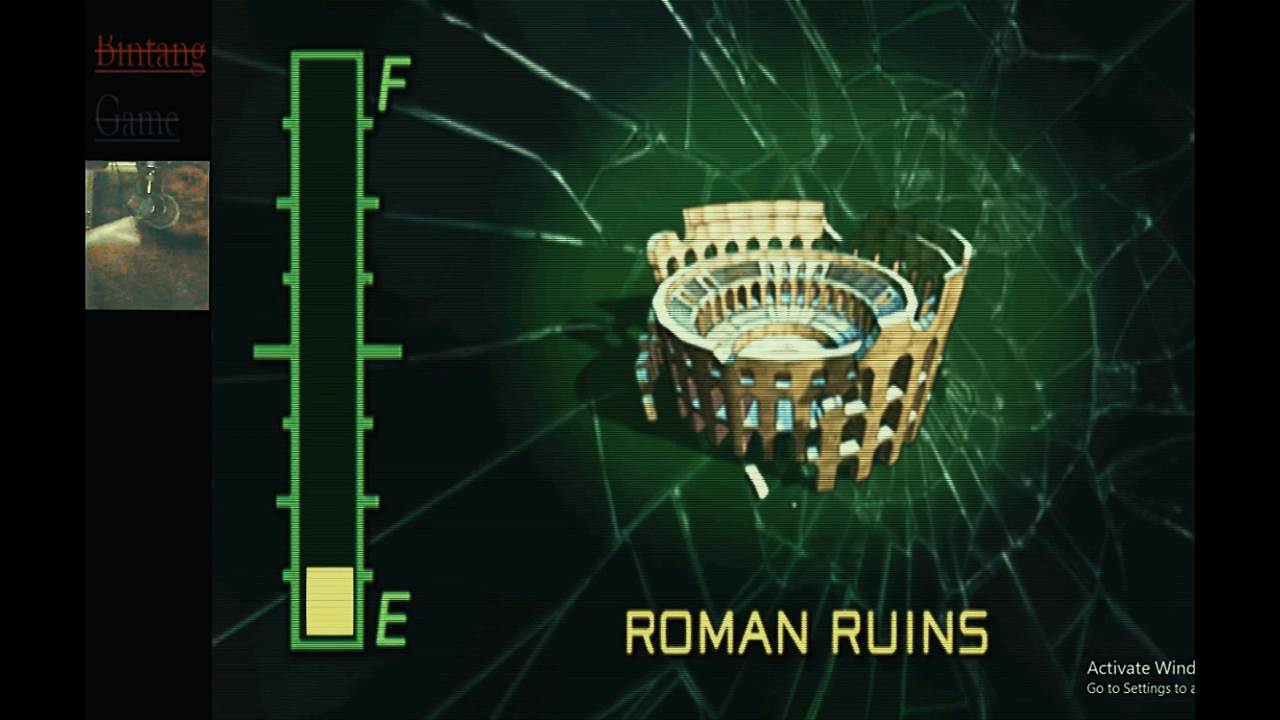 Bintang
Game
F
E
ROMAN RUINS
Activate Wind
Go to Settings to a